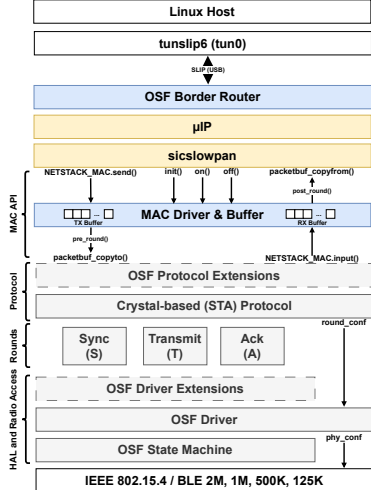 Linux Host
tunslip6 (tun0)
SLIP (USB)
OSF Border Router
µIP
sicslowpan
NETSTACK_MAC.send()
init()
on()
off()
packetbuf_copyfrom()
post_round()
MAC API
...
TX Buffer
MAC Driver & Buffer
...
RX Buffer
pre_round()
packetbuf_copyto()
NETSTACK_MAC.input()
Protocol
OSF Protocol Extensions
Crystal-based (STA) Protocol
Rounds
Sync
(S)
Transmit
(T)
Ack
(A)
round_conf
HAL and Radio Access
OSF Driver Extensions
OSF Driver
OSF State Machine
phy_conf
IEEE 802.15.4 / BLE 2M, 1M, 500K, 125K